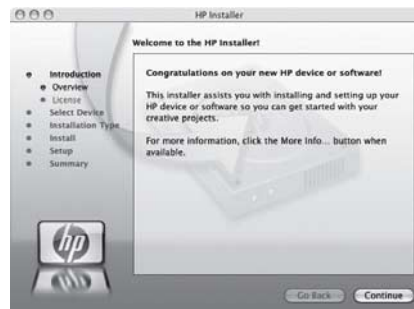 HP Installer
Welcome to the HP Installer!
Introduction
Overview
License
Select Device
Installation Type
Install
Setup
Summary
Congratulations on your new HP device or software!
This installer assists you with installing and setting up your
HP device or software so you can get started with your
creative projects.
For more information, click the More Info... button when
available.
hp
Go Back
Continue